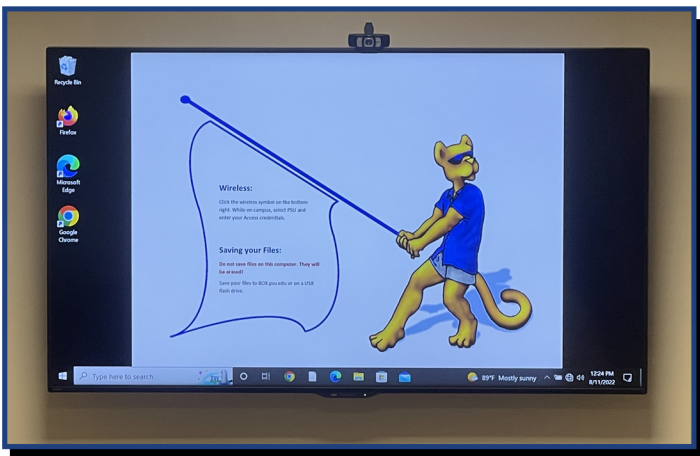 Recycle Bin
Firefox
Microsoft
Edge
Google
Chrome
Wireless:
Click the wireless symbol on the bottom
right. While on campus, select PSU and
enter your Access credentials.
Saving your Files:
Do not save files on this computer. They will
be erased!
Save your files to BOX.psu.edu or on a USB
flash drive.
Type here to search
89°F Mostly sunny
12:24 PM
8/11/2022